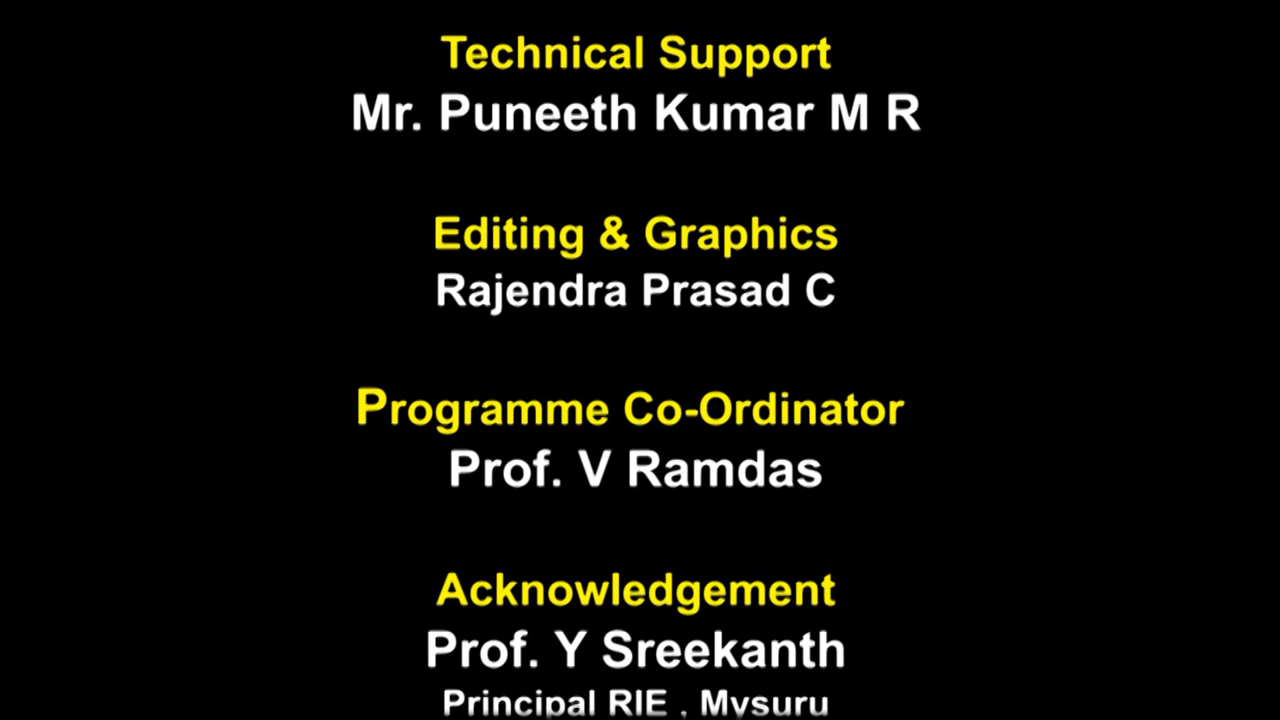 Technical Support
Mr. Puneeth Kumar M R
Editing & Graphics
Rajendra Prasad C
Programme Co-Ordinator
Prof. V Ramdas
Acknowledgement
Prof. Y Sreekanth
Principal RIE , Mysuru